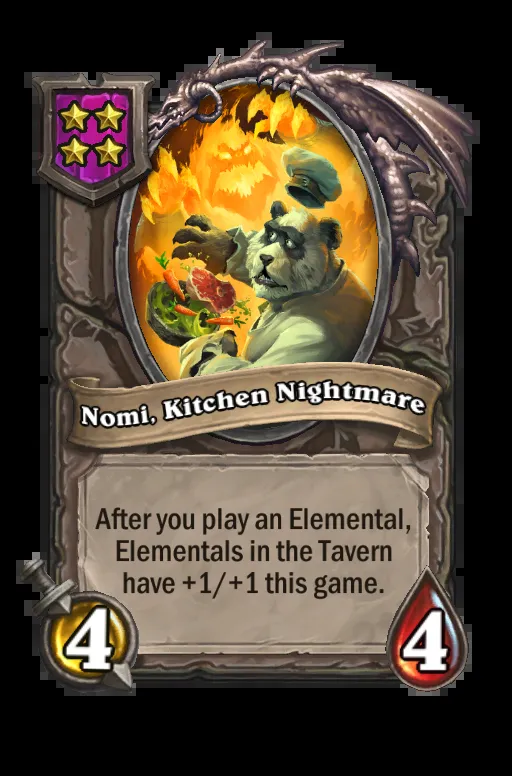 Nomi, Kitchen Nightmare
After you play an Elemental,
Elementals in the Tavern
have +1/+1 this game.
4
4